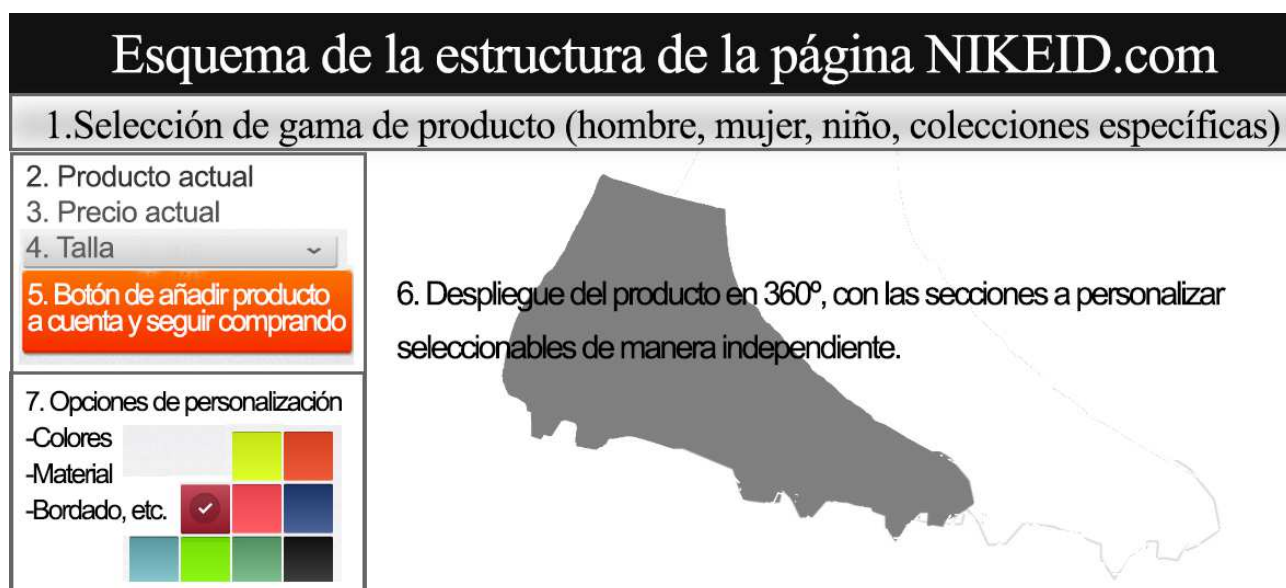 Esquema de la estructura de la página NIKEID.com
1.Selección de gama de producto (hombre, mujer, niño, colecciones específicas)
2. Producto actual
3. Precio actual
4. Talla
5. Botón de añadir producto
a cuenta y seguir comprando
6. Despliegue del producto en 360º, con las secciones a personalizar
seleccionables de manera independiente.
7. Opciones de personalización
-Colores
-Material
-Bordado, etc.